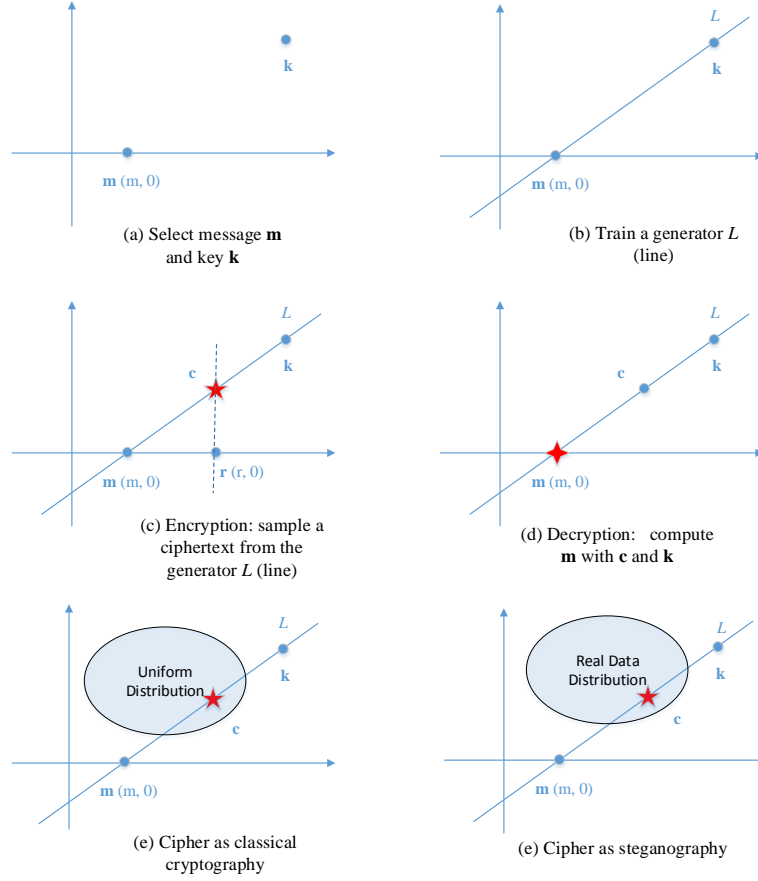 k
m (m, 0)
(a) Select message m
and key k
L
k
m (m, 0)
(b) Train a generator L
(line)
L
c
k
m (m, 0)
r (r, 0)
(c) Encryption: sample a
ciphertext from the
generator L (line)
L
c
k
m (m, 0)
(d) Decryption: compute
m with c and k
L
Uniform
Distribution
k
c
m (m, 0)
(e) Cipher as classical
cryptography
L
Real Data
Distribution
k
c
m (m, 0)
(e) Cipher as steganography